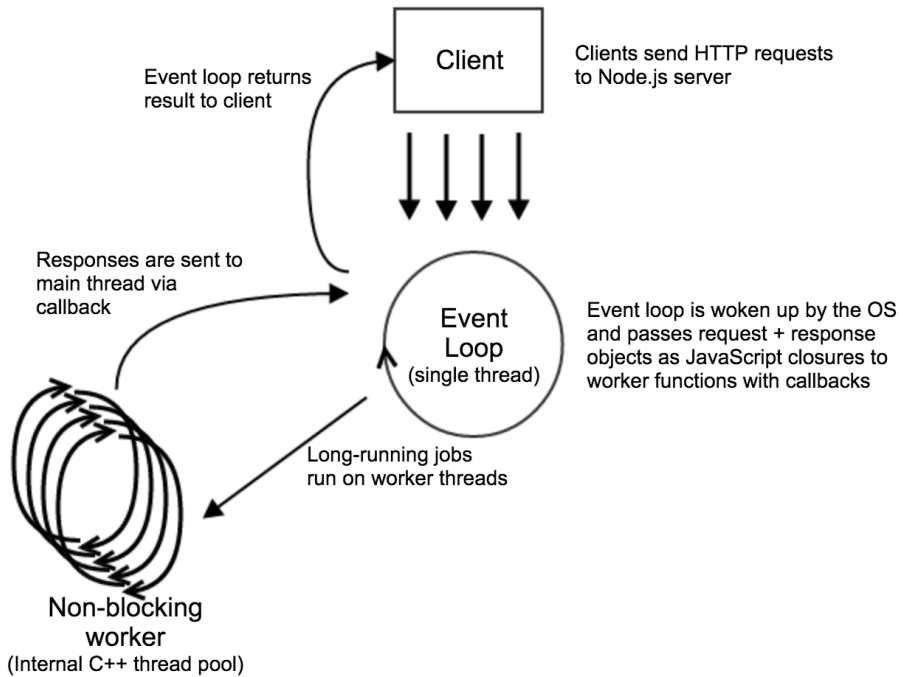 Client
Clients send HTTP requests
to Node.js server
Event loop returns
result to client
Responses are sent to
main thread via
callback
Event
Loop
(single thread)
Event loop is woken up by the OS
and passes request + response
objects as JavaScript closures to
worker functions with callbacks
Long-running jobs
run on worker threads
Non-blocking
worker
(Internal C++ thread pool)